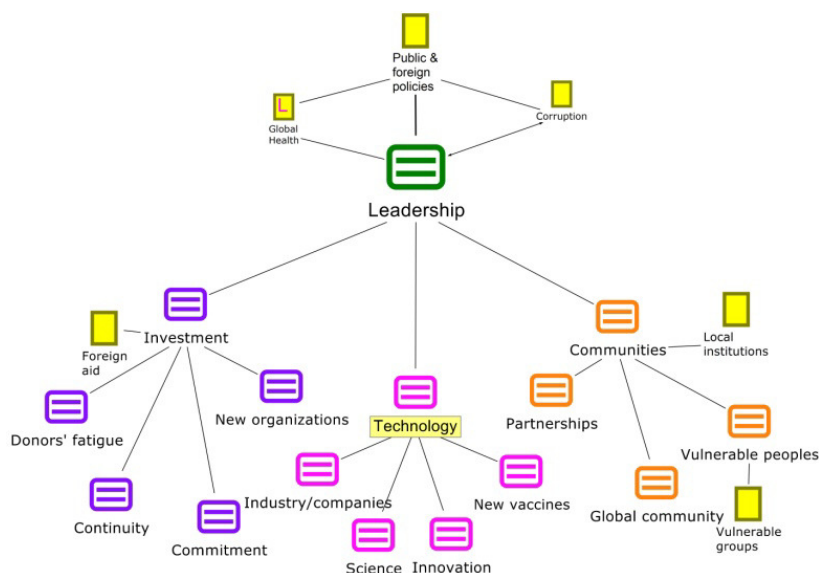 Public &
foreign
policies
L
Global
Health
Corruption
Leadership
Investment
Foreign
aid
Communities
Local
institutions
Donors' fatigue
New organizations
Technology
Partnerships
Vulnerable peoples
Continuity
Commitment
Industry/companies
New vaccines
Global community
Science
Innovation
Vulnerable
groups